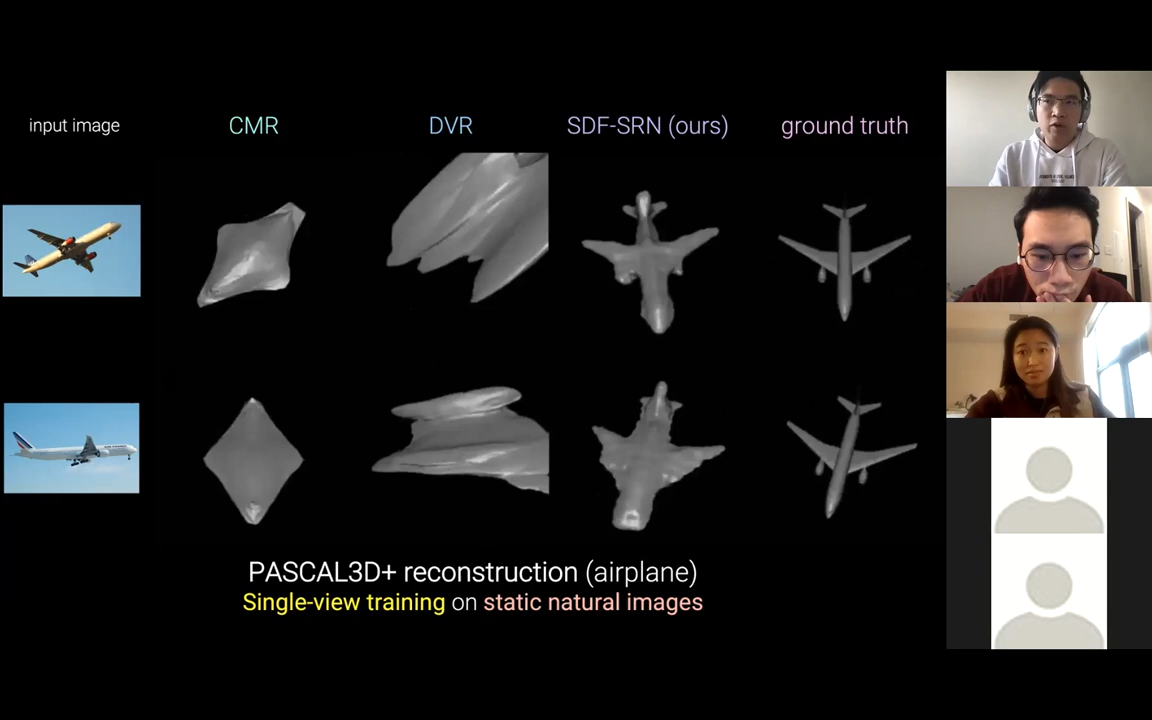 input image
CMR
DVR
SDF-SRN (ours)
ground truth
PASCAL3D+ reconstruction (airplane)
Single-view training on static natural images